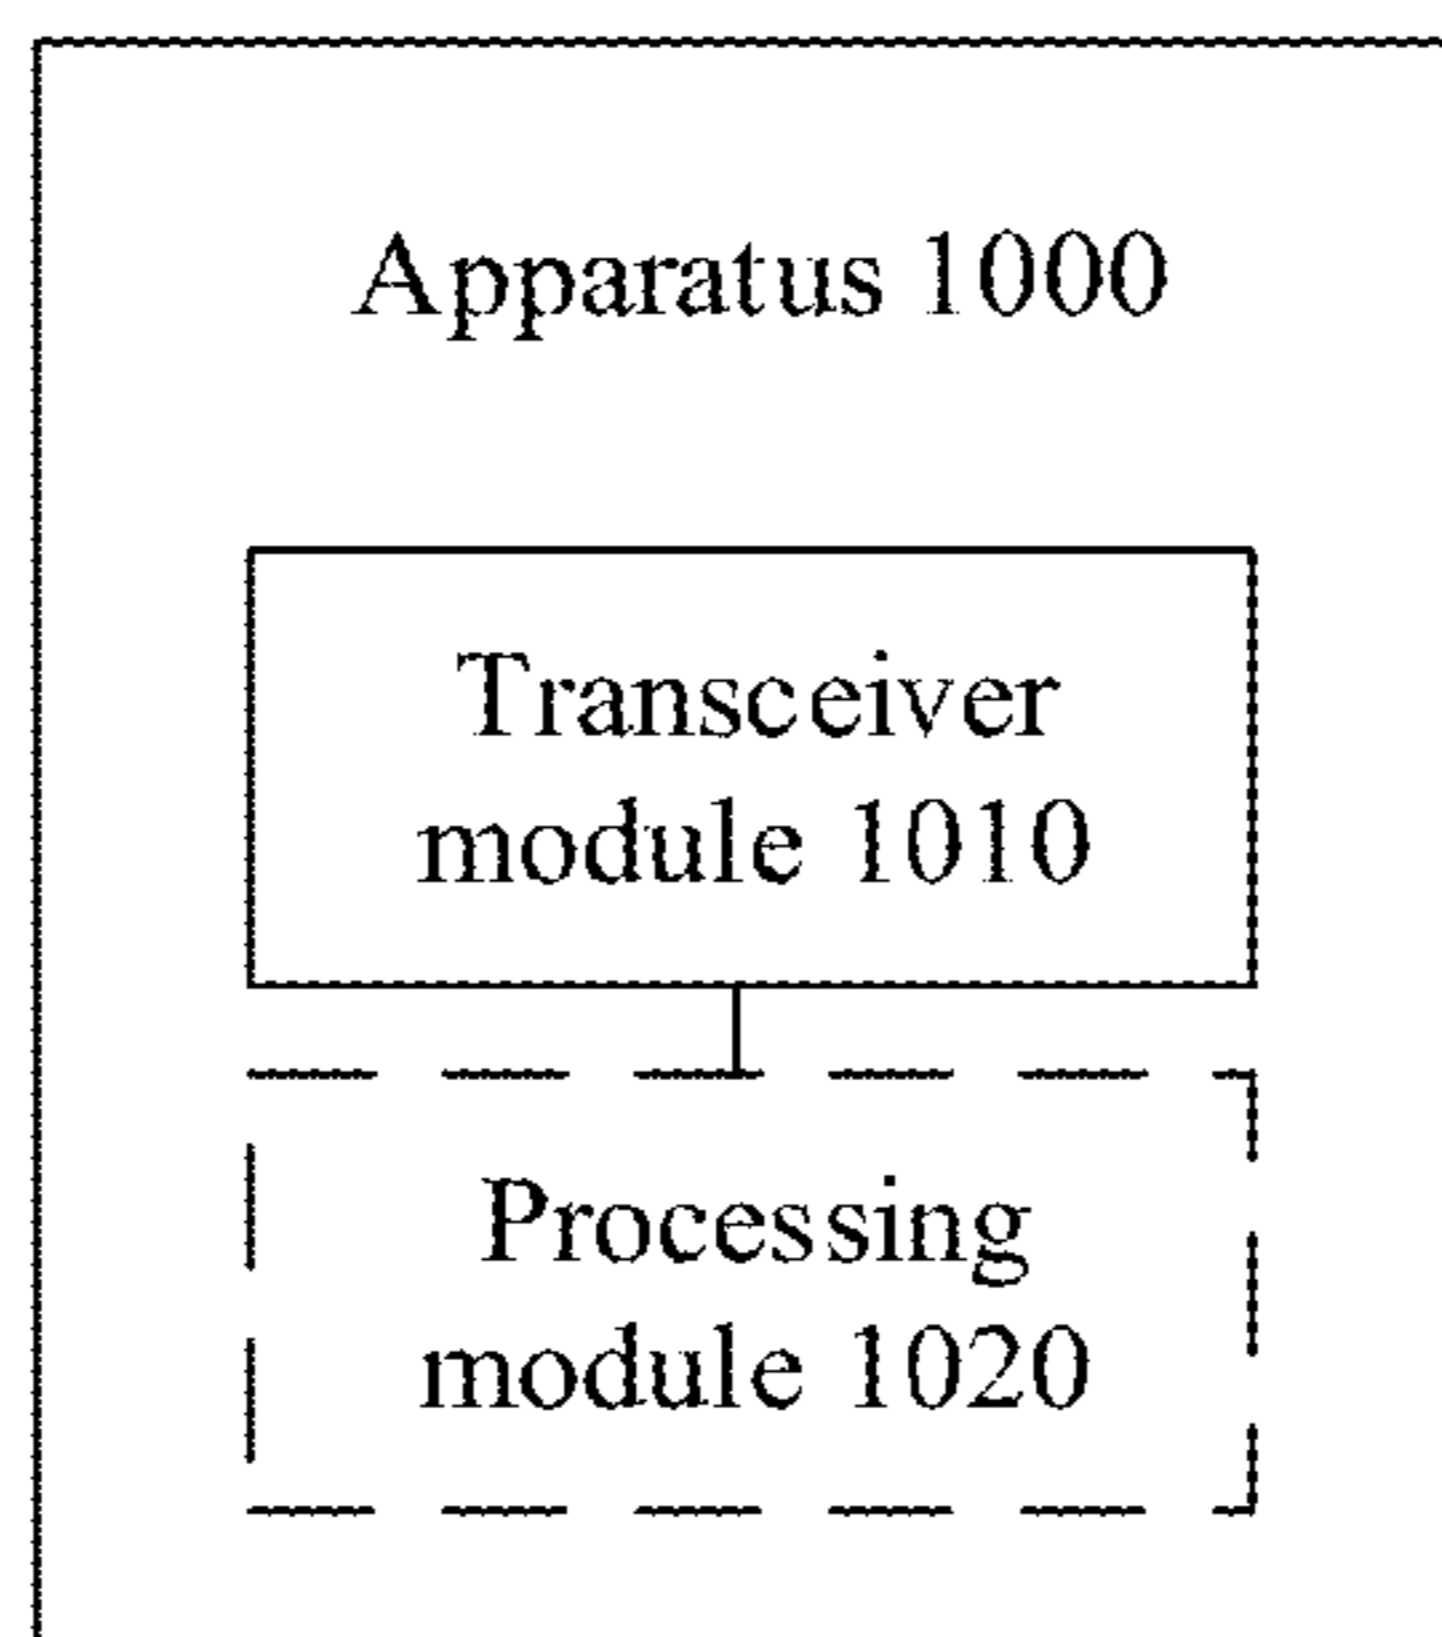 Apparatus 1000
Transceiver
module 1010
Processing
module 1020